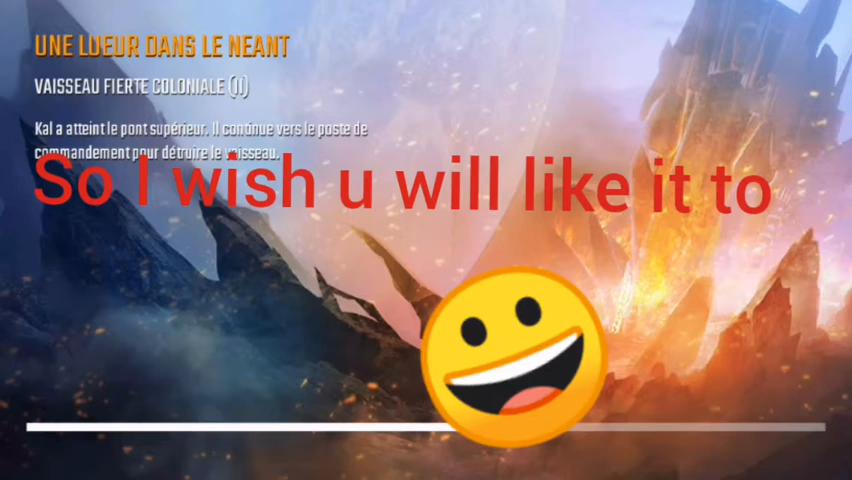 UNE LUEUR DANS LE NEANT
VAISSEAU FIERTE COLONIALE (II)
Kal a atteint le pont supérieur. Il continue vers le poste de
commandement pour détruire le vaisseau.
So I wish u will like it to